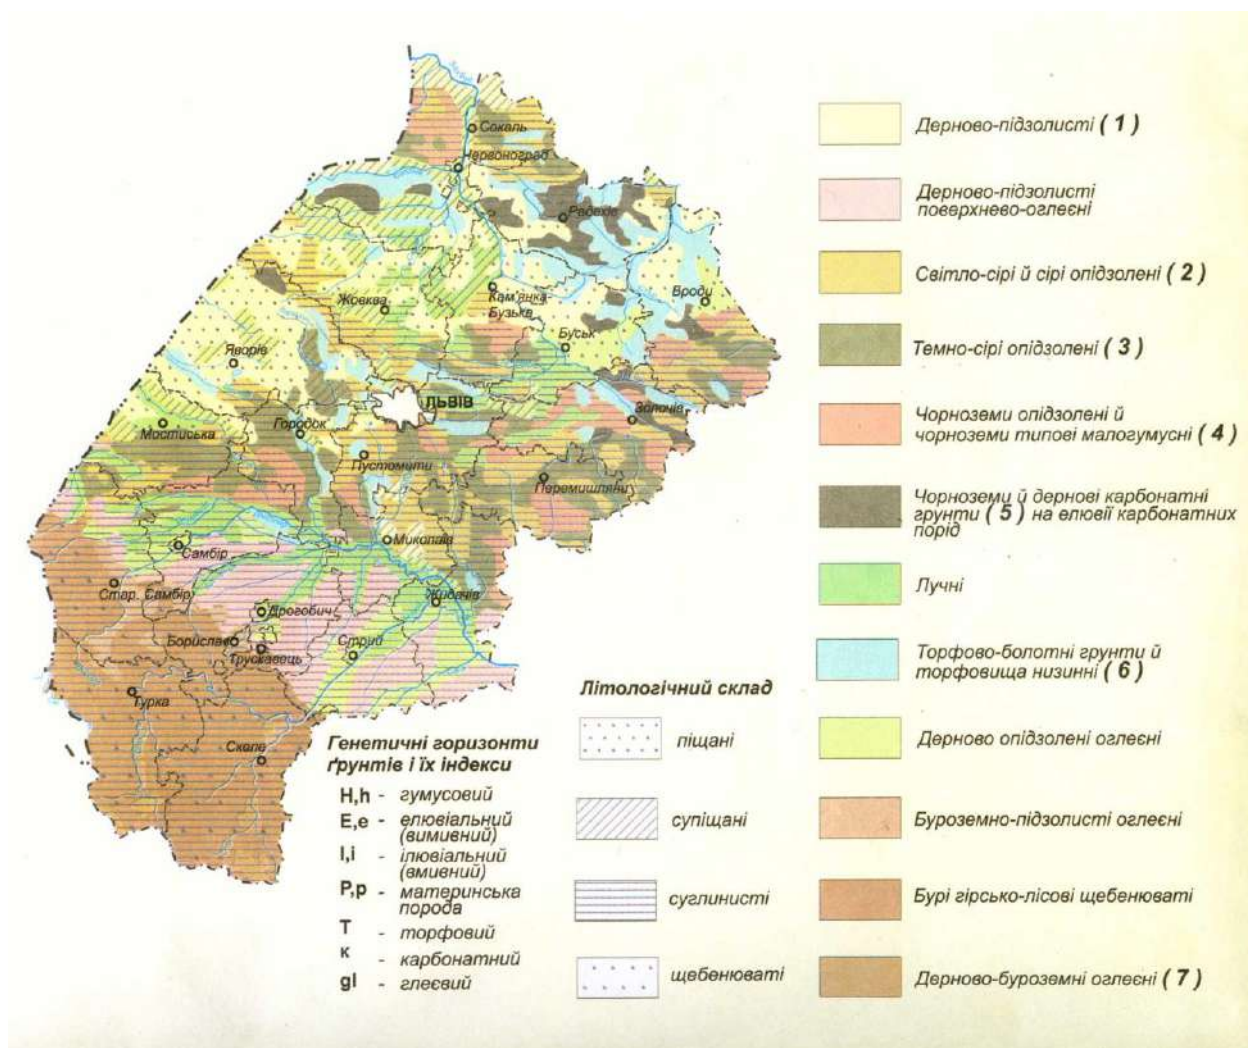 Сокаль
Червоноград
Радехів
Броди
Кам'янка-
Бузька
Жовква
Буськ
Яворів
ЛЬВІВ
Золочів
Мостиська
Городок
Пустомити
Перемишляни
Миколаїв
Самбір
Стар. Самбір
Дрогобич
Жидачів
Борислав
Стрий
Трускавець
Турка
Сколе
Генетичні горизонти
ґрунтів і їх індекси
H,h - гумусовий
E,e - елювіальний
(вимивний)
I,i - ілювіальний
(вмивний)
P,p - материнська
порода
T - торфовий
к - карбонатний
gl - глеєвий
Літологічний склад
піщані
супіщані
суглинисті
щебенюваті
Дерново-підзолисті (1)
Дерново-підзолисті
поверхнево-оглеєні
Світло-сірі й сірі опідзолені (2)
Темно-сірі опідзолені (3)
Чорноземи опідзолені й
чорноземи типові малогумусні (4)
Чорноземи й дернові карбонатні
грунти (5) на елювії карбонатних
порід
Лучні
Торфово-болотні грунти й
торфовища низинні (6)
Дерново опідзолені оглеєні
Буроземно-підзолисті оглеєні
Бурі гірсько-лісові щебенюваті
Дерново-буроземні оглеєні (7)